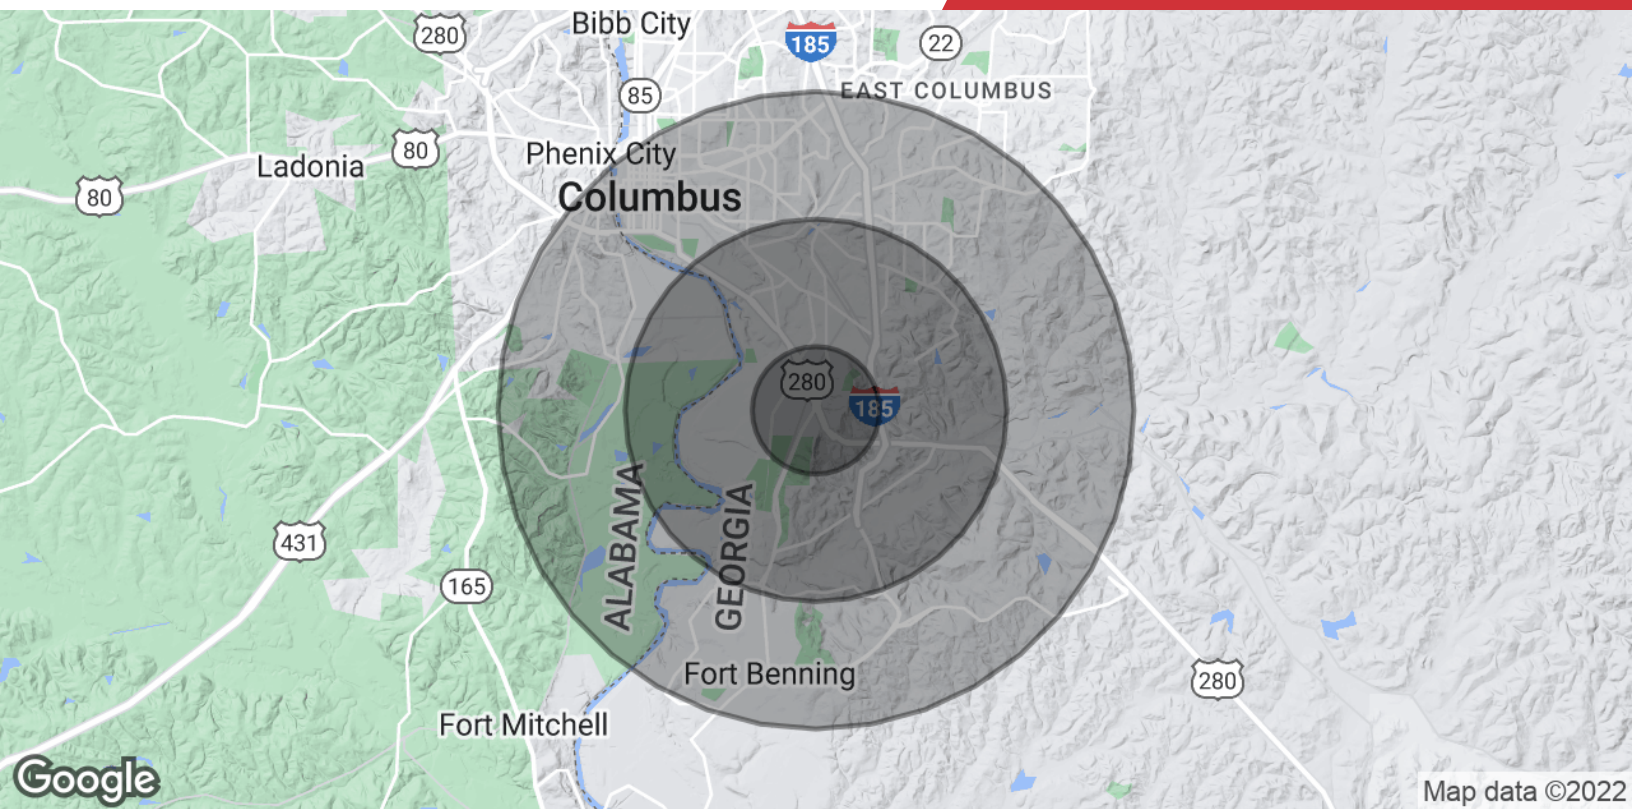 Bibb City
280
185
22
85
EAST COLUMBUS
80
Phenix City
Ladonia
80
Columbus
280
185
ALABAMA
GEORGIA
431
165
Fort Benning
280
Fort Mitchell
Google
Map data ©2022